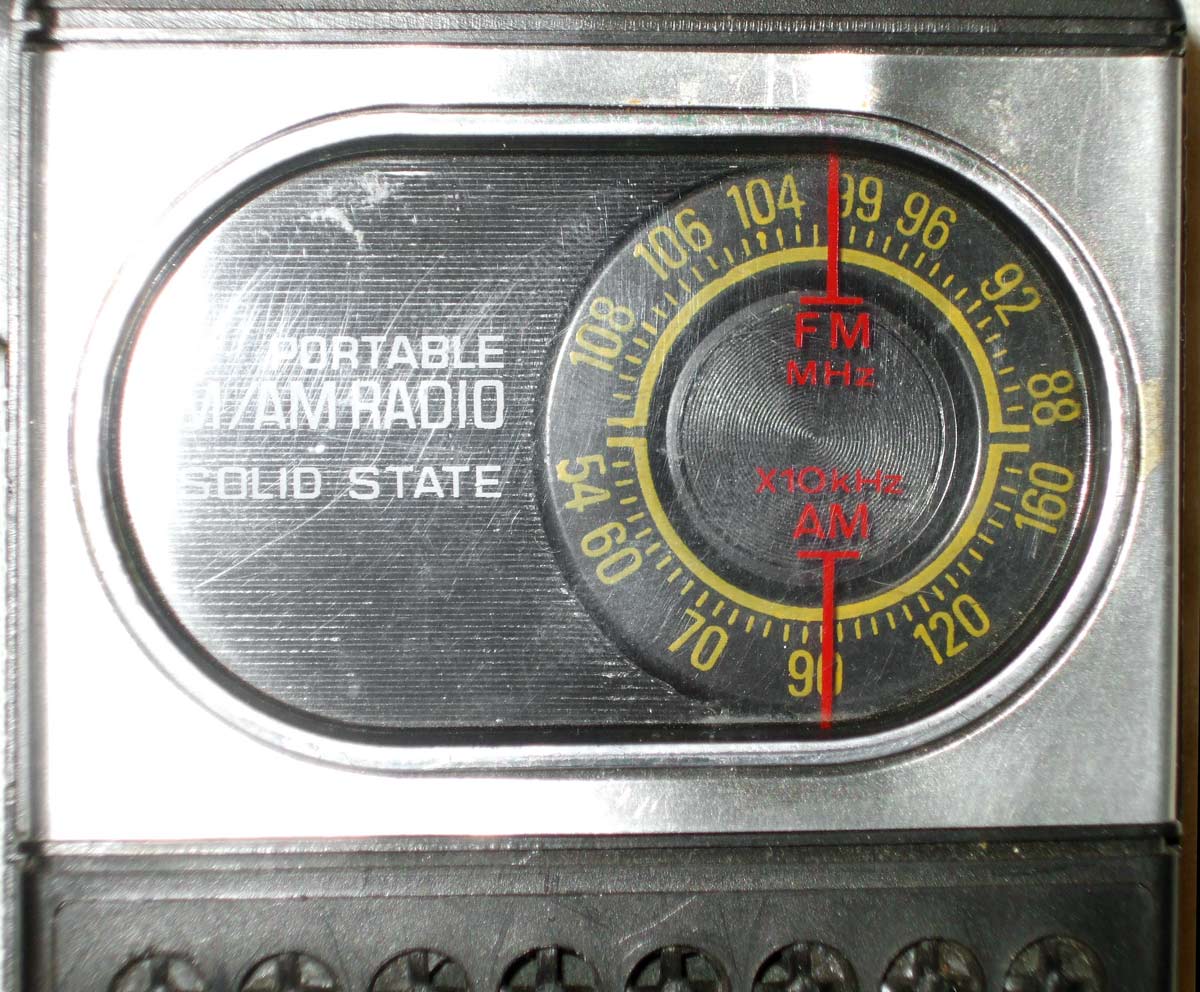 PORTABLE
M/AM RADIO
SOLID STATE
108 106 104 99 96 92 88
FM
MHz
X10kHz
AM
54 60 70 90 120 160